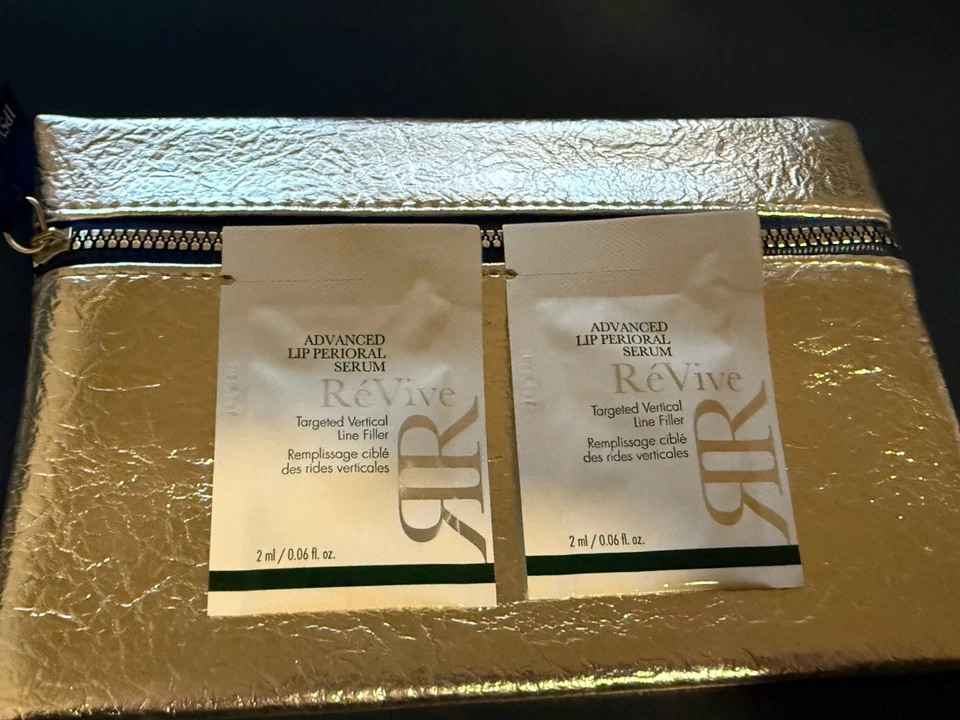 ADVANCED
LIP PERIORAL
SERUM
RéVive
Targeted Vertical
Line Filler
Remplissage ciblé
des rides verticales
RR
2 ml / 0.06 fl. oz.
ADVANCED
LIP PERIORAL
SERUM
RéVive
Targeted Vertical
Line Filler
Remplissage ciblé
des rides verticales
RR
2 ml / 0.06 fl. oz.